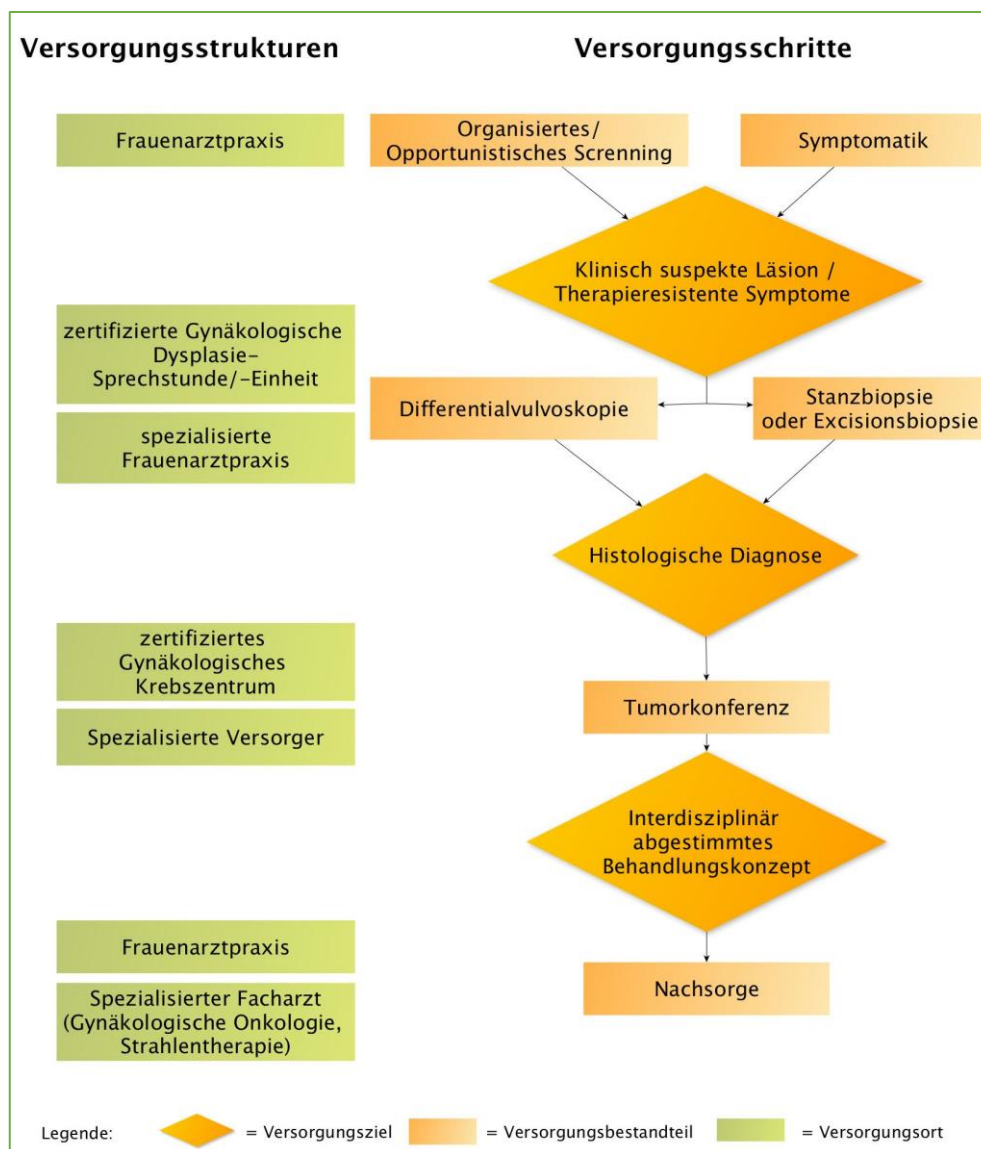 Versorgungsstrukturen
Versorgungsschritte
Frauenarztpraxis
Organisiertes/
Opportunistisches Screnning
Symptomatik
Klinisch suspekte Läsion /
Therapieresistente Symptome
zertifizierte Gynäkologische
Dysplasie-
Sprechstunde/-Einheit
spezialisierte
Frauenarztpraxis
Differentialvulvoskopie
Stanzbiopsie
oder Excisionsbiopsie
Histologische Diagnose
zertifiziertes
Gynäkologisches
Krebszentrum
Spezialisierte Versorger
Tumorkonferenz
Interdisziplinär
abgestimmtes
Behandlungskonzept
Frauenarztpraxis
Spezialisierter Facharzt
(Gynäkologische Onkologie,
Strahlentherapie)
Nachsorge
Legende: = Versorgungsziel = Versorgungsbestandteil = Versorgungsort